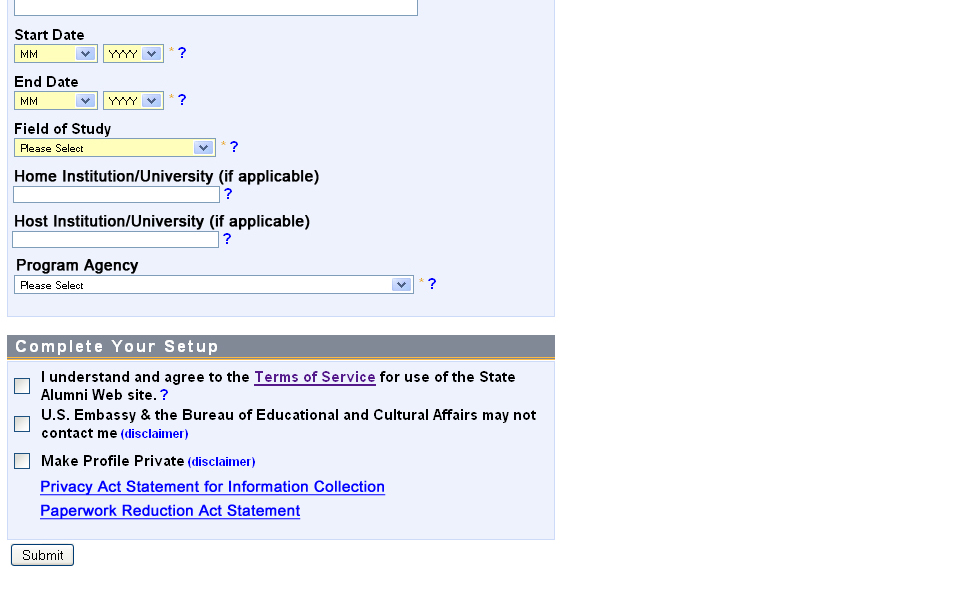 Start Date
MM YYYY * ?
End Date
MM YYYY * ?
Field of Study
Please Select * ?
Home Institution/University (if applicable)
?
Host Institution/University (if applicable)
?
Program Agency
Please Select * ?
Complete Your Setup
I understand and agree to the Terms of Service for use of the State
Alumni Web site. ?
U.S. Embassy & the Bureau of Educational and Cultural Affairs may not
contact me (disclaimer)
Make Profile Private (disclaimer)
Privacy Act Statement for Information Collection
Paperwork Reduction Act Statement
Submit